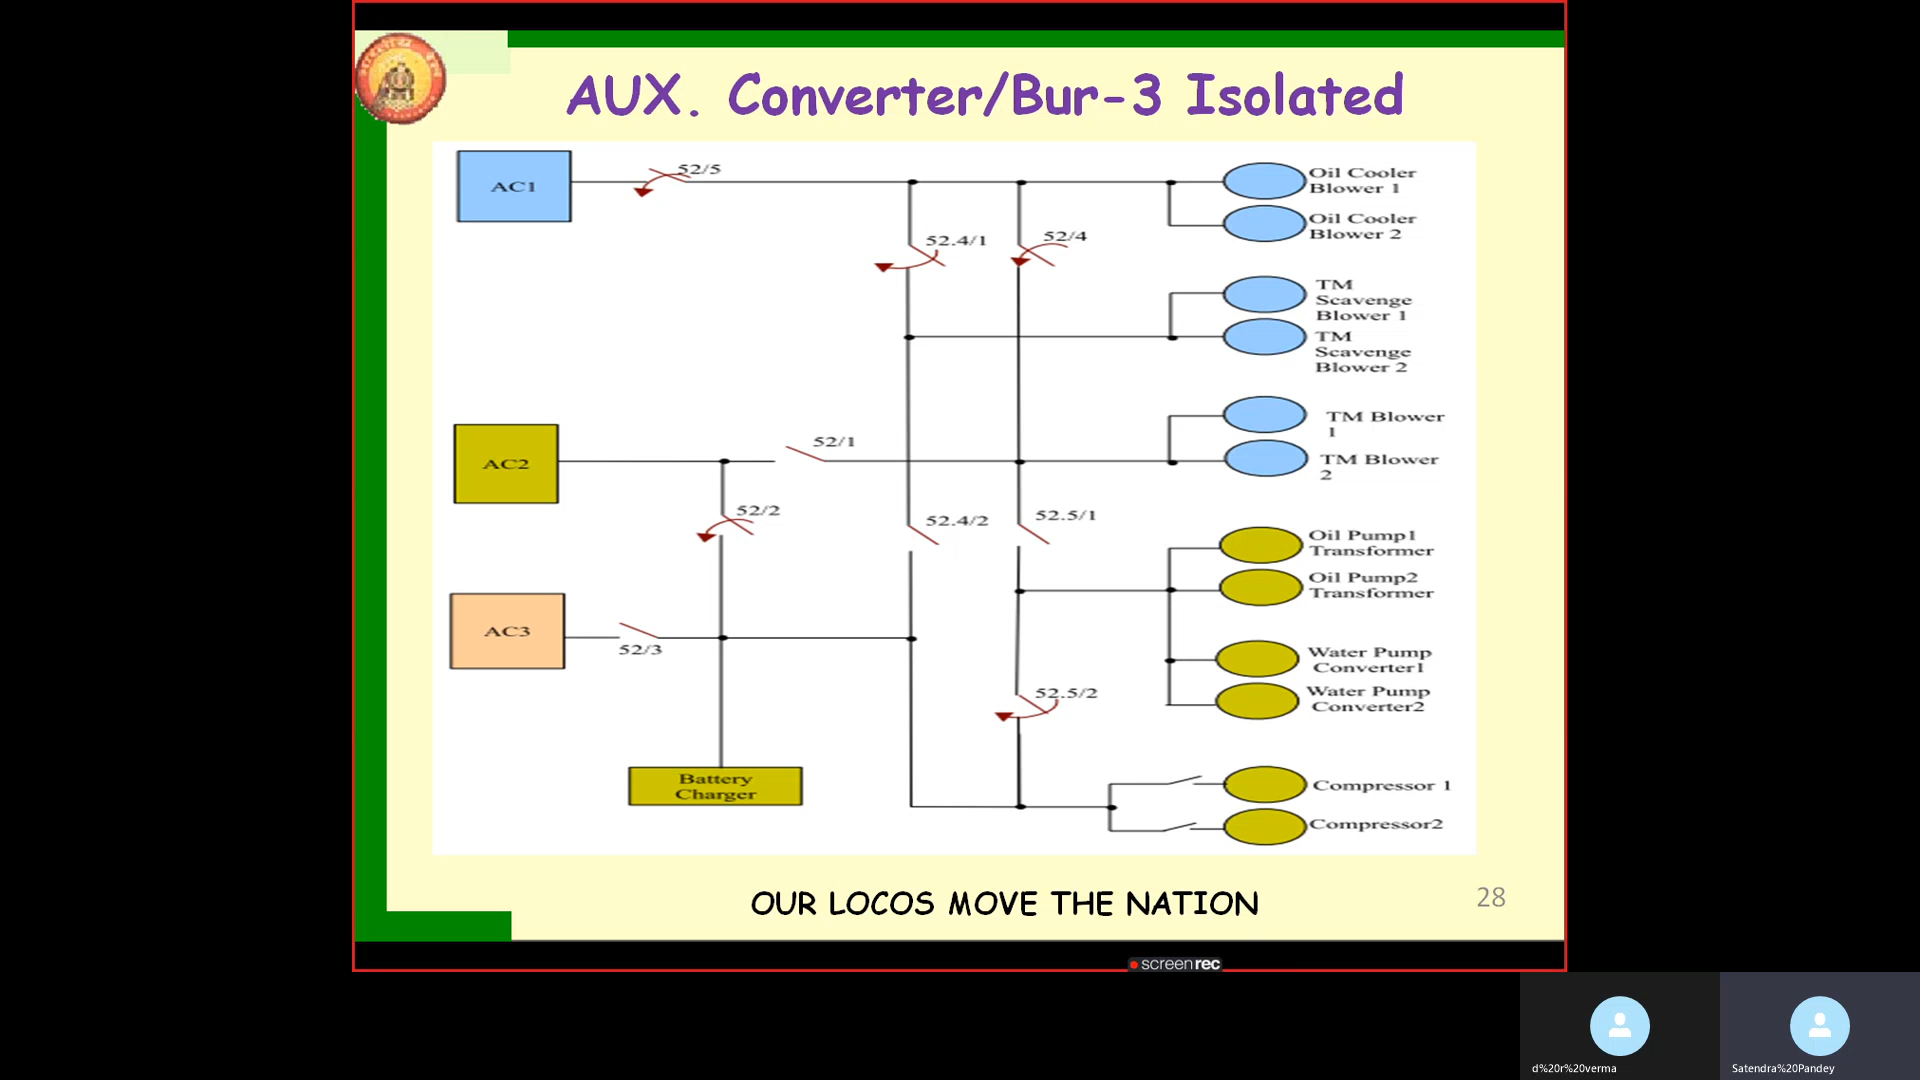 AUX. Converter/Bur-3 Isolated
AC1
52/5
Oil Cooler
Blower 1
Oil Cooler
Blower 2
52.4/1
52/4
TM
Scavenge
Blower 1
TM
Scavenge
Blower 2
AC2
52/1
TM Blower
1
TM Blower
2
52/2
52.4/2
52.5/1
Oil Pump1
Transformer
Oil Pump2
Transformer
AC3
52/3
Water Pump
Converter1
Water Pump
Converter2
52.5/2
Battery
Charger
Compressor 1
Compressor2
OUR LOCOS MOVE THE NATION
28
screenrec
d%20r%20verma
Satendra%20Pandey